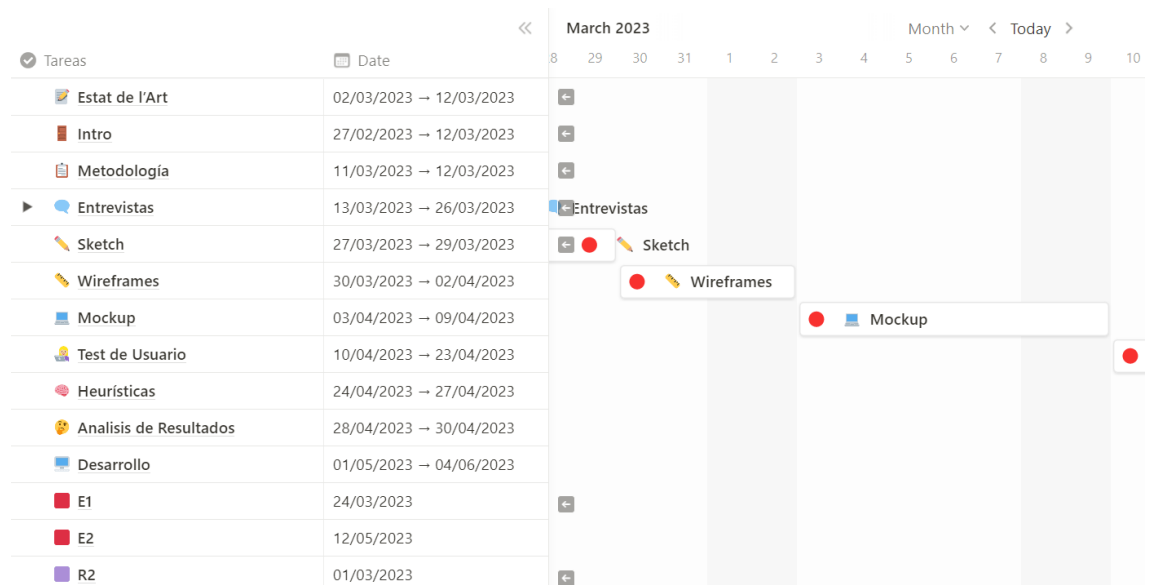 March 2023 Month Today
Tareas Date 8 29 30 31 1 2 3 4 5 6 7 8 9 10
Estat de l'Art 02/03/2023 → 12/03/2023
Intro 27/02/2023 → 12/03/2023
Metodología 11/03/2023 → 12/03/2023
Entrevistas 13/03/2023 → 26/03/2023 Entrevistas
Sketch 27/03/2023 → 29/03/2023 Sketch
Wireframes 30/03/2023 → 02/04/2023 Wireframes
Mockup 03/04/2023 → 09/04/2023 Mockup
Test de Usuario 10/04/2023 → 23/04/2023
Heurísticas 24/04/2023 → 27/04/2023
Analisis de Resultados 28/04/2023 → 30/04/2023
Desarrollo 01/05/2023 → 04/06/2023
E1 24/03/2023
E2 12/05/2023
R2 01/03/2023